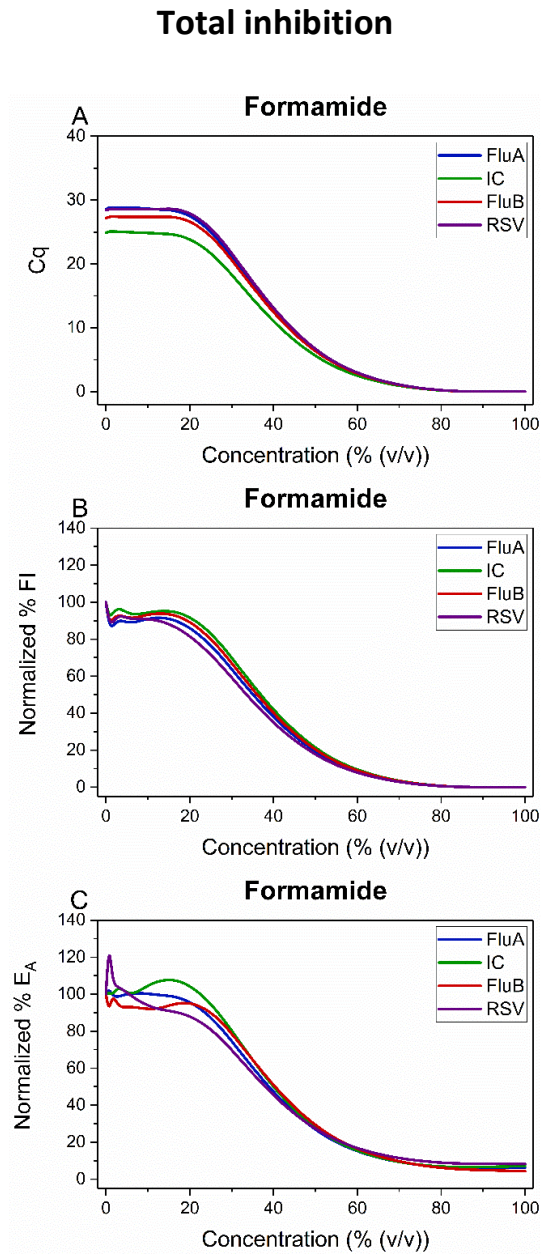 Total inhibition
A
Formamide
40
30
20
10
0
Cq
FluA
IC
FluB
RSV
0 20 40 60 80 100
Concentration (% (v/v))
B
Formamide
140
120
100
80
60
40
20
0
Normalized % FI
FluA
IC
FluB
RSV
0 20 40 60 80 100
Concentration (% (v/v))
C
Formamide
140
120
100
80
60
40
20
0
Normalized % E_A
FluA
IC
FluB
RSV
0 20 40 60 80 100
Concentration (% (v/v))